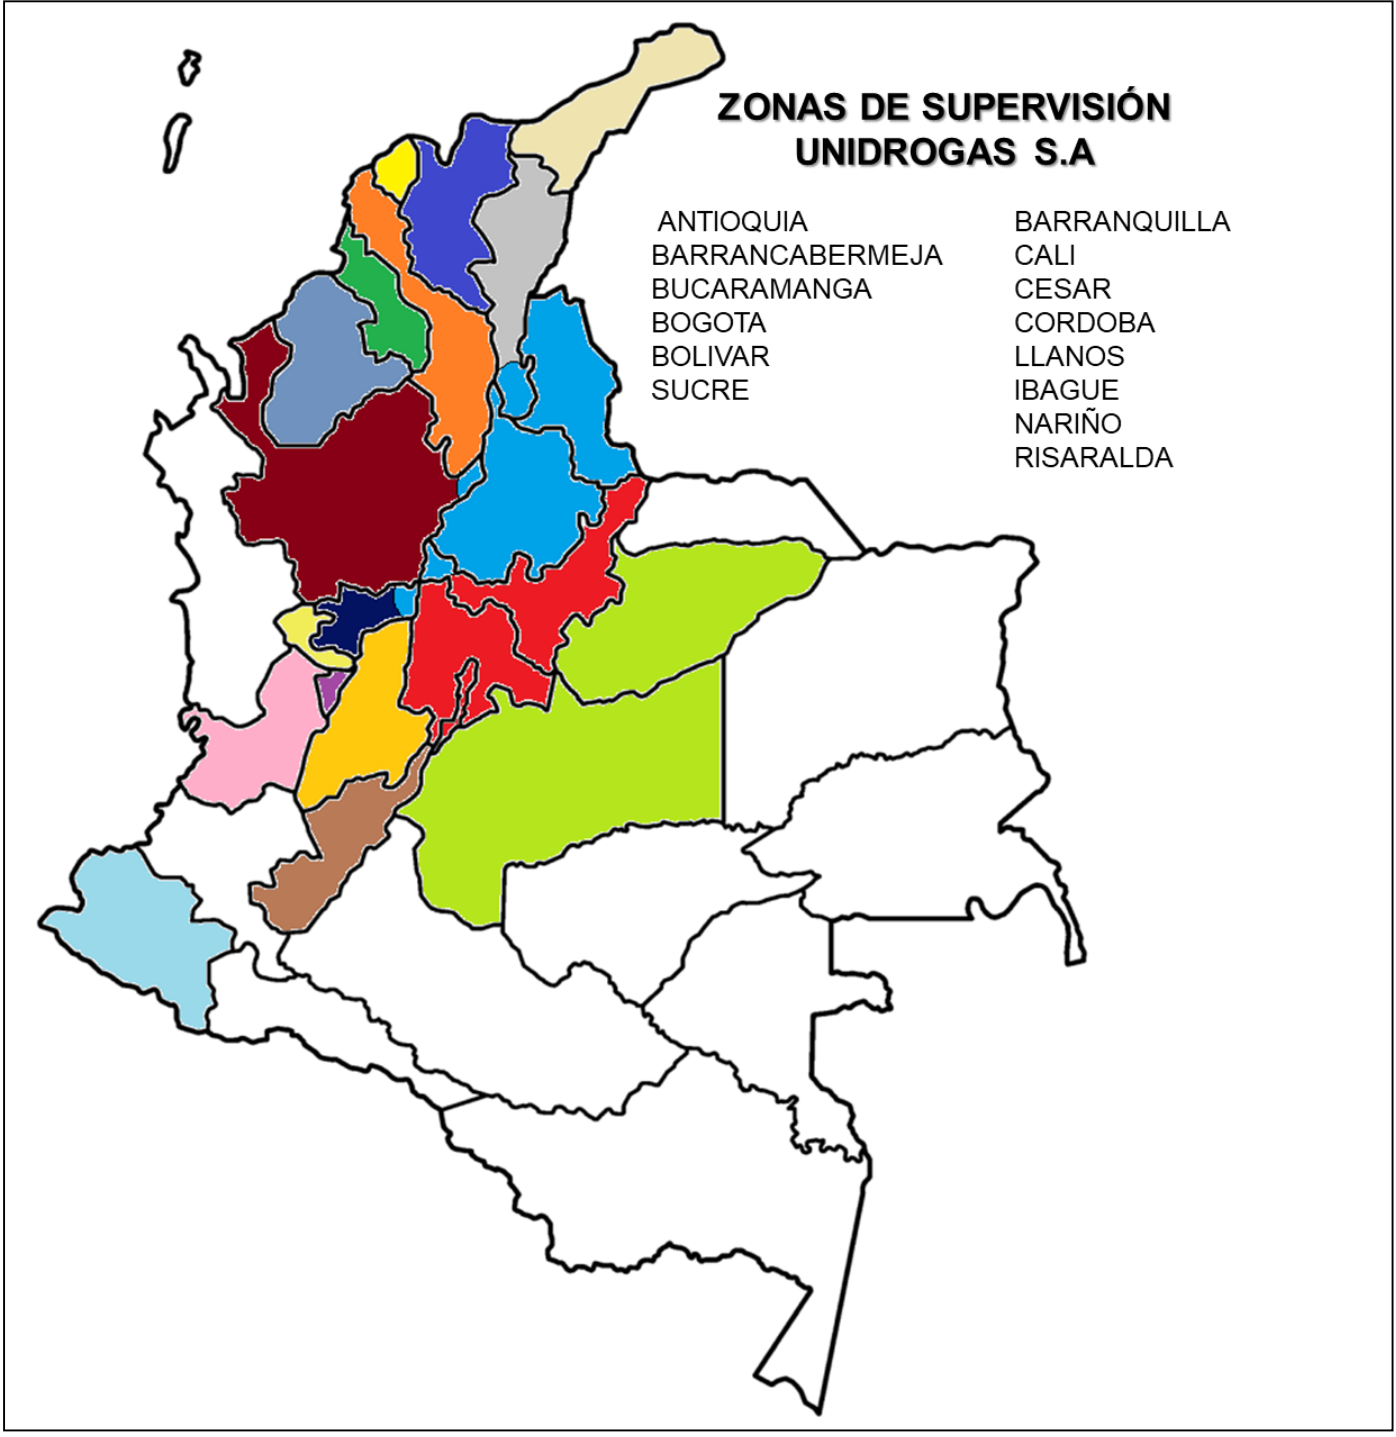 ZONAS DE SUPERVISIÓN
UNIDROGAS S.A
ANTIOQUIA
BARRANCABERMEJA
BUCARAMANGA
BOGOTA
BOLIVAR
SUCRE
BARRANQUILLA
CALI
CESAR
CORDOBA
LLANOS
IBAGUE
NARIÑO
RISARALDA